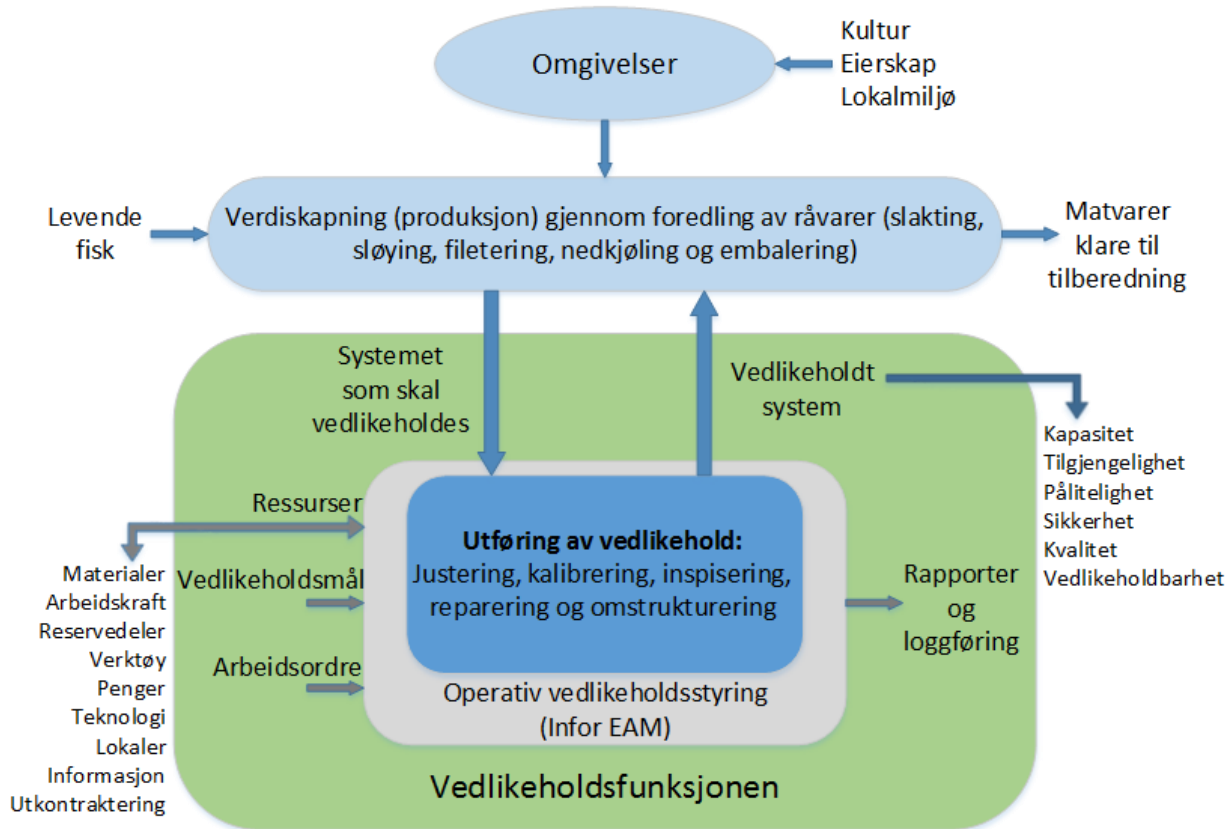 Omgivelser
Kultur
Eierskap
Lokalmiljø
Levende
fisk
Verdiskapning (produksjon) gjennom foredling av råvarer (slakting,
sløying, filetering, nedkjøling og embalering)
Matvarer
klare til
tilberedning
Systemet
som skal
vedlikeholdes
Vedlikeholdt
system
Kapasitet
Tilgjengelighet
Pålitelighet
Sikkerhet
Kvalitet
Vedlikeholdbarhet
Ressurser
Materialer
Arbeidskraft
Reservedeler
Verktøy
Penger
Teknologi
Lokaler
Informasjon
Utkontraktering
Vedlikeholdsmål
Arbeidsordre
Utføring av vedlikehold:
Justering, kalibrering, inspisering,
reparering og omstrukturering
Operativ vedlikeholdsstyring
(Infor EAM)
Rapporter
og
loggføring
Vedlikeholdsfunksjonen